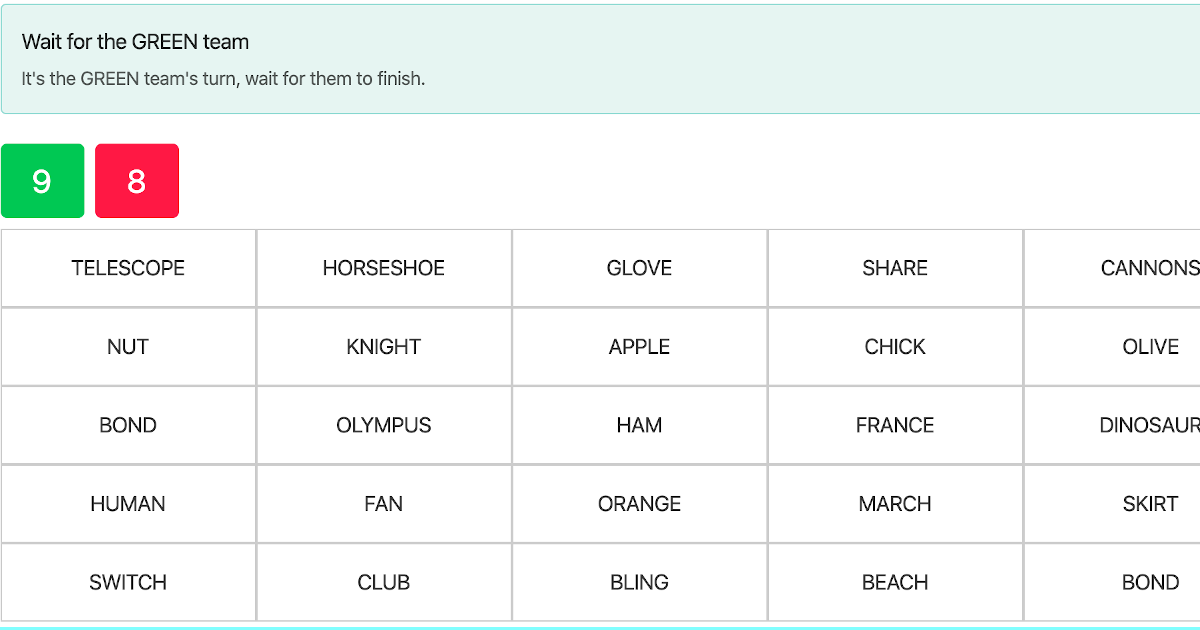 Wait for the GREEN team
It's the GREEN team's turn, wait for them to finish.
9 8
TELESCOPE HORSESHOE GLOVE SHARE CANNONS
NUT KNIGHT APPLE CHICK OLIVE
BOND OLYMPUS HAM FRANCE DINOSAUR
HUMAN FAN ORANGE MARCH SKIRT
SWITCH CLUB BLING BEACH BOND